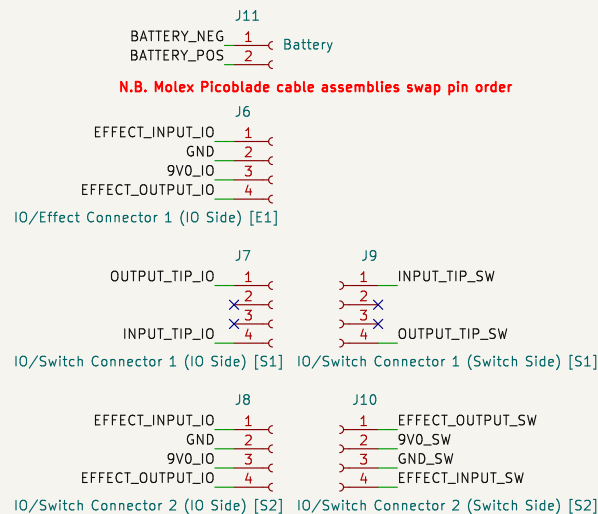 J11
BATTERY_NEG 1
Battery
BATTERY_POS 2
N.B. Molex Picoblade cable assemblies swap pin order
J6
EFFECT_INPUT_IO 1
GND 2
9V0_IO 3
EFFECT_OUTPUT_IO 4
IO/Effect Connector 1 (IO Side) [E1]
J7 J9
OUTPUT_TIP_IO 1 1 INPUT_TIP_SW
2 2
3 3
INPUT_TIP_IO 4 4 OUTPUT_TIP_SW
IO/Switch Connector 1 (IO Side) [S1] IO/Switch Connector 1 (Switch Side) [S1]
J8 J10
EFFECT_INPUT_IO 1 1 EFFECT_OUTPUT_SW
GND 2 2 9V0_SW
9V0_IO 3 3 GND_SW
EFFECT_OUTPUT_IO 4 4 EFFECT_INPUT_SW
IO/Switch Connector 2 (IO Side) [S2] IO/Switch Connector 2 (Switch Side) [S2]